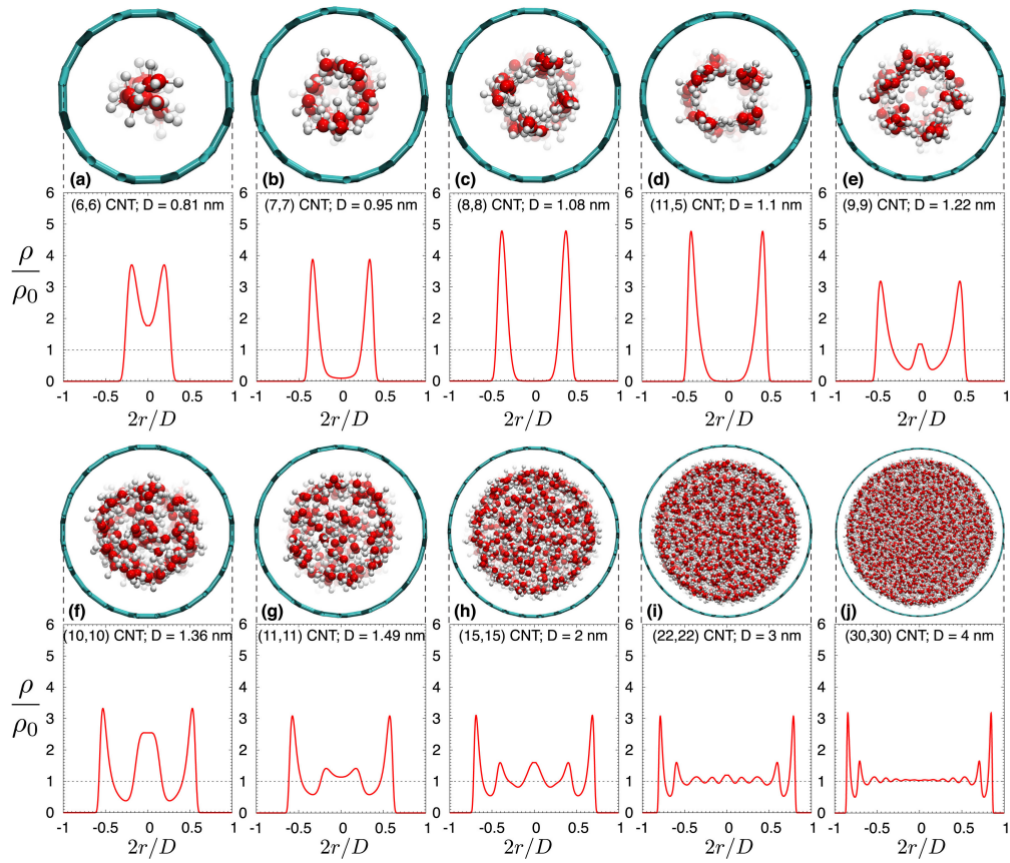 (a) (b) (c) (d) (e)
(6,6) CNT; D = 0.81 nm
(7,7) CNT; D = 0.95 nm
(8,8) CNT; D = 1.08 nm
(11,5) CNT; D = 1.1 nm
(9,9) CNT; D = 1.22 nm
6
5
4
3
2
1
0
ρ
ρ0
-1 -0.5 0 0.5 1
-1 -0.5 0 0.5 1
-1 -0.5 0 0.5 1
-1 -0.5 0 0.5 1
-1 -0.5 0 0.5 1
2r/D 2r/D 2r/D 2r/D 2r/D
(f) (g) (h) (i) (j)
(10,10) CNT; D = 1.36 nm
(11,11) CNT; D = 1.49 nm
(15,15) CNT; D = 2 nm
(22,22) CNT; D = 3 nm
(30,30) CNT; D = 4 nm
6
5
4
3
2
1
0
ρ
ρ0
-1 -0.5 0 0.5 1
-1 -0.5 0 0.5 1
-1 -0.5 0 0.5 1
-1 -0.5 0 0.5 1
-1 -0.5 0 0.5 1
2r/D 2r/D 2r/D 2r/D 2r/D